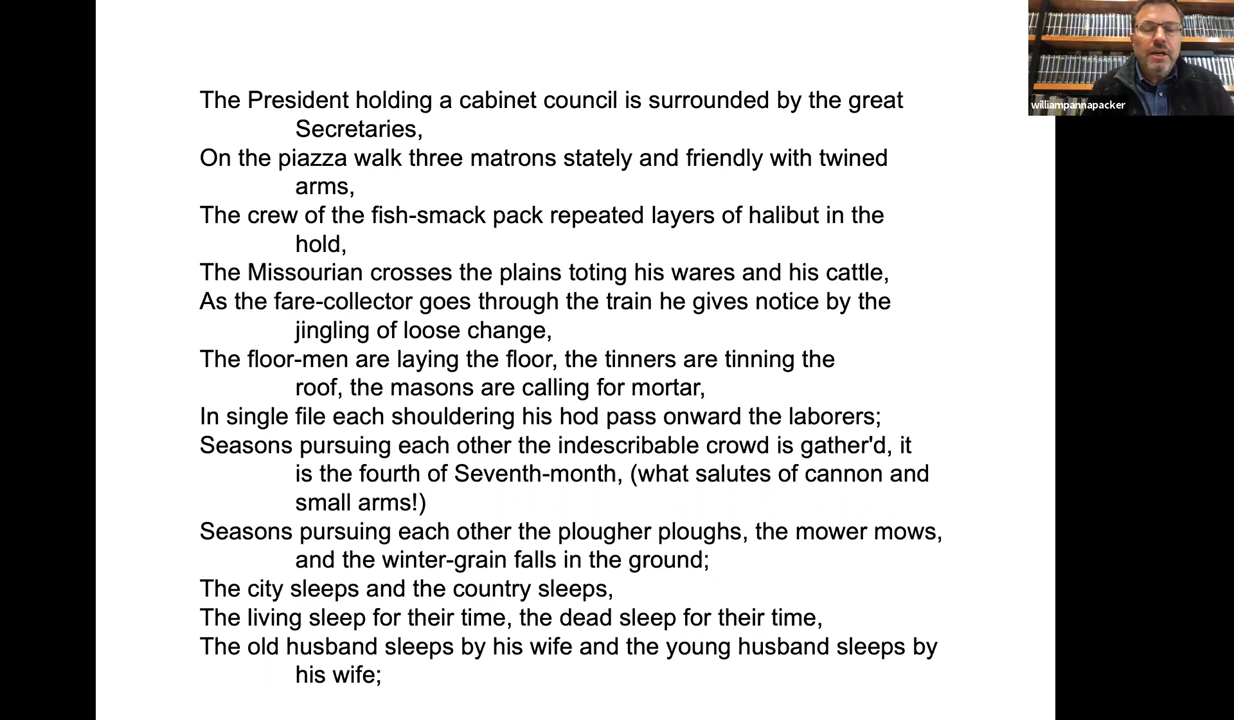 The President holding a cabinet council is surrounded by the great
Secretaries,
On the piazza walk three matrons stately and friendly with twined
arms,
The crew of the fish-smack pack repeated layers of halibut in the
hold,
The Missourian crosses the plains toting his wares and his cattle,
As the fare-collector goes through the train he gives notice by the
jingling of loose change,
The floor-men are laying the floor, the tinners are tinning the
roof, the masons are calling for mortar,
In single file each shouldering his hod pass onward the laborers;
Seasons pursuing each other the indescribable crowd is gather'd, it
is the fourth of Seventh-month, (what salutes of cannon and
small arms!)
Seasons pursuing each other the plougher ploughs, the mower mows,
and the winter-grain falls in the ground;
The city sleeps and the country sleeps,
The living sleep for their time, the dead sleep for their time,
The old husband sleeps by his wife and the young husband sleeps by
his wife;
williampannapacker